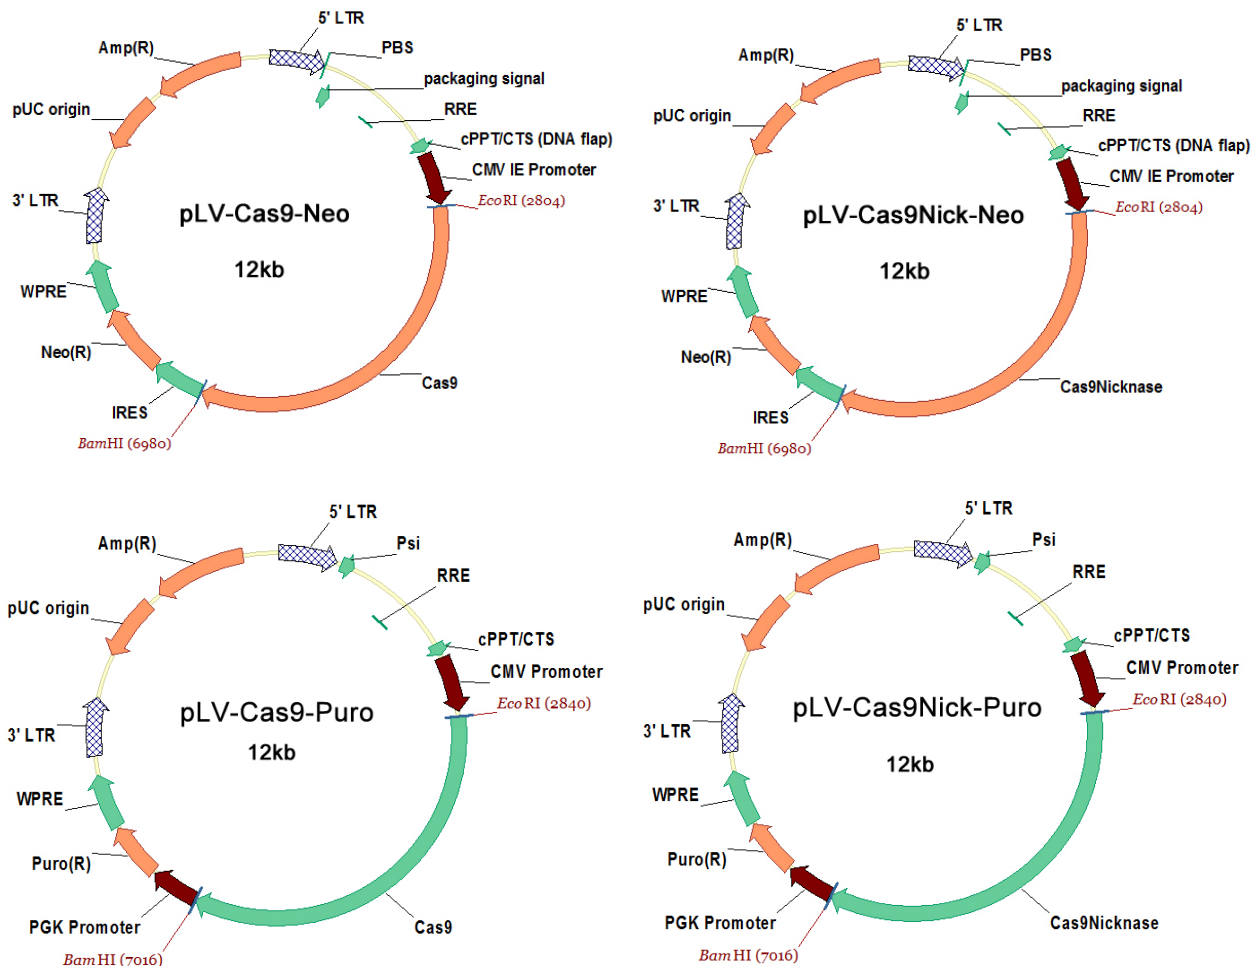 5' LTR
PBS
Amp(R)
packaging signal
pUC origin
RRE
cPPT/CTS (DNA flap)
CMV IE Promoter
EcoRI (2804)
3' LTR
pLV-Cas9-Neo
12kb
WPRE
Neo(R)
Cas9
IRES
BamHI (6980)
5' LTR
PBS
Amp(R)
packaging signal
pUC origin
RRE
cPPT/CTS (DNA flap)
CMV IE Promoter
EcoRI (2804)
3' LTR
pLV-Cas9Nick-Neo
12kb
WPRE
Neo(R)
Cas9Nicknase
IRES
BamHI (6980)
5' LTR
Psi
Amp(R)
RRE
pUC origin
cPPT/CTS
CMV Promoter
EcoRI (2840)
3' LTR
pLV-Cas9-Puro
12kb
WPRE
Puro(R)
PGK Promoter
Cas9
BamHI (7016)
5' LTR
Psi
Amp(R)
RRE
pUC origin
cPPT/CTS
CMV Promoter
EcoRI (2840)
3' LTR
pLV-Cas9Nick-Puro
12kb
WPRE
Puro(R)
PGK Promoter
Cas9Nicknase
BamHI (7016)